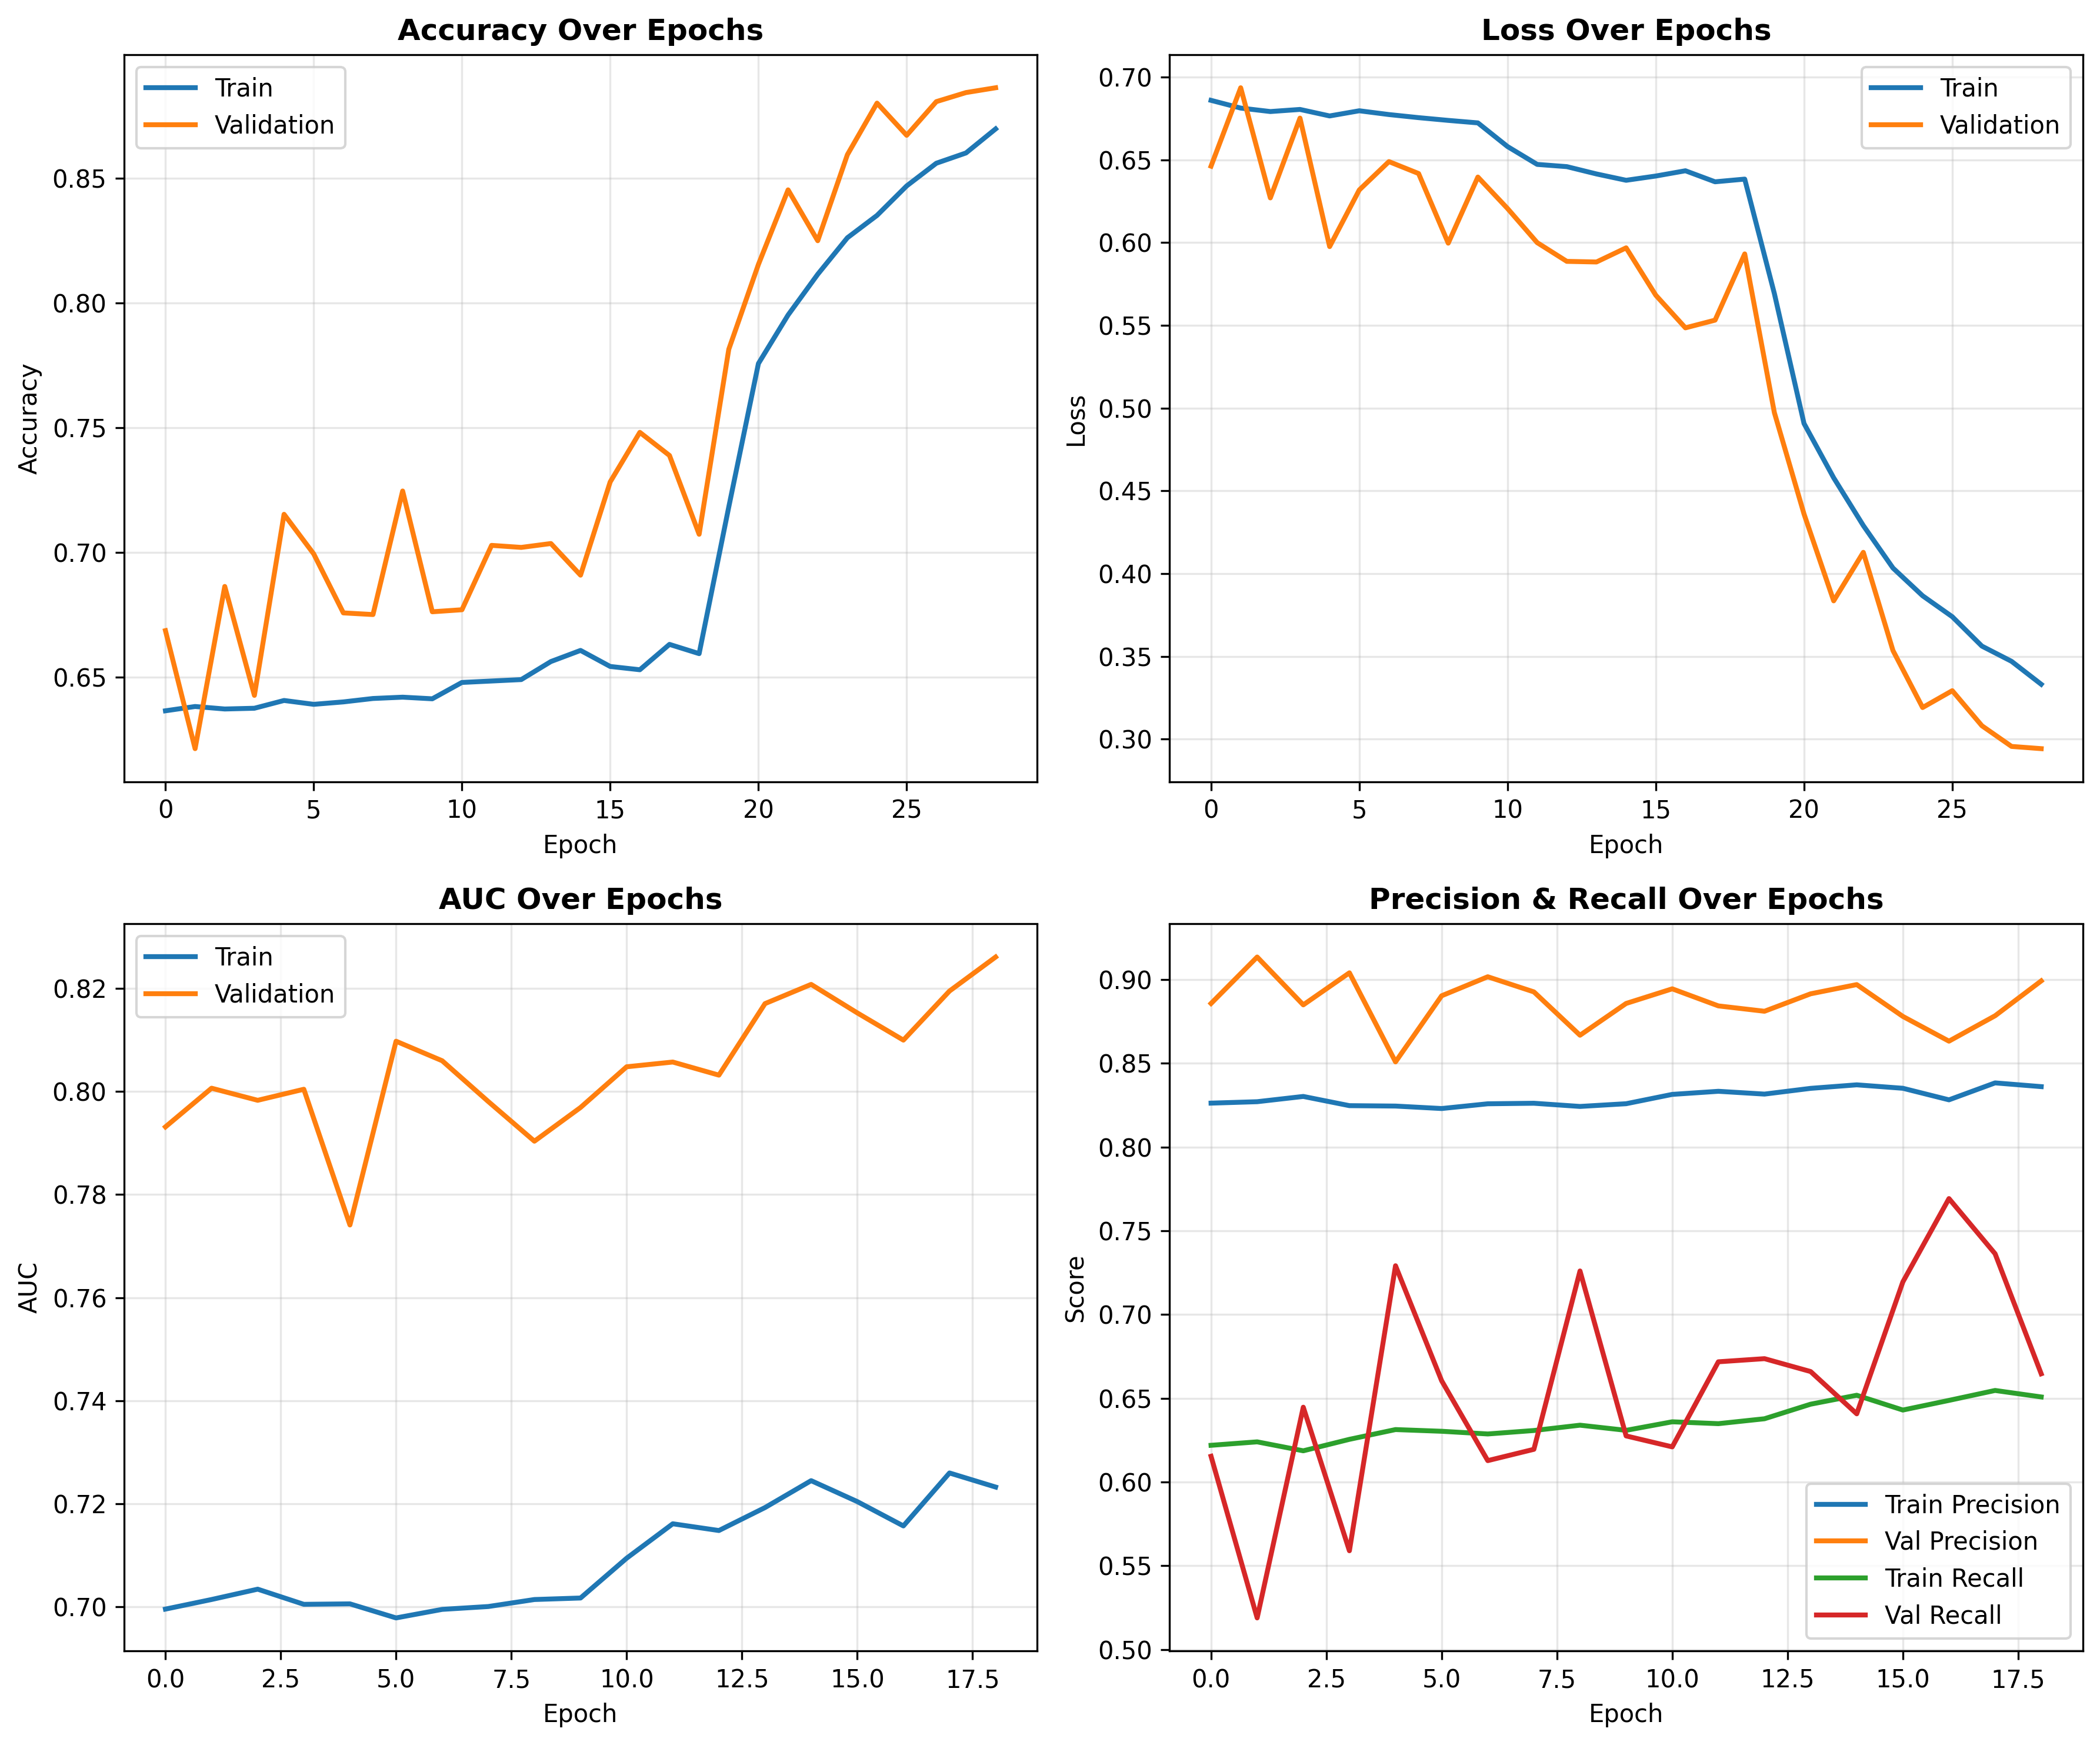 Accuracy Over Epochs
Train
Validation
0.85
0.80
0.75
0.70
0.65
Accuracy
0 5 10 15 20 25
Epoch
Loss Over Epochs
Train
Validation
0.70
0.65
0.60
0.55
0.50
0.45
0.40
0.35
0.30
Loss
0 5 10 15 20 25
Epoch
AUC Over Epochs
Train
Validation
0.82
0.80
0.78
0.76
0.74
0.72
0.70
AUC
0.0 2.5 5.0 7.5 10.0 12.5 15.0 17.5
Epoch
Precision & Recall Over Epochs
0.90
0.85
0.80
0.75
0.70
0.65
0.60
0.55
0.50
Score
Train Precision
Val Precision
Train Recall
Val Recall
0.0 2.5 5.0 7.5 10.0 12.5 15.0 17.5
Epoch